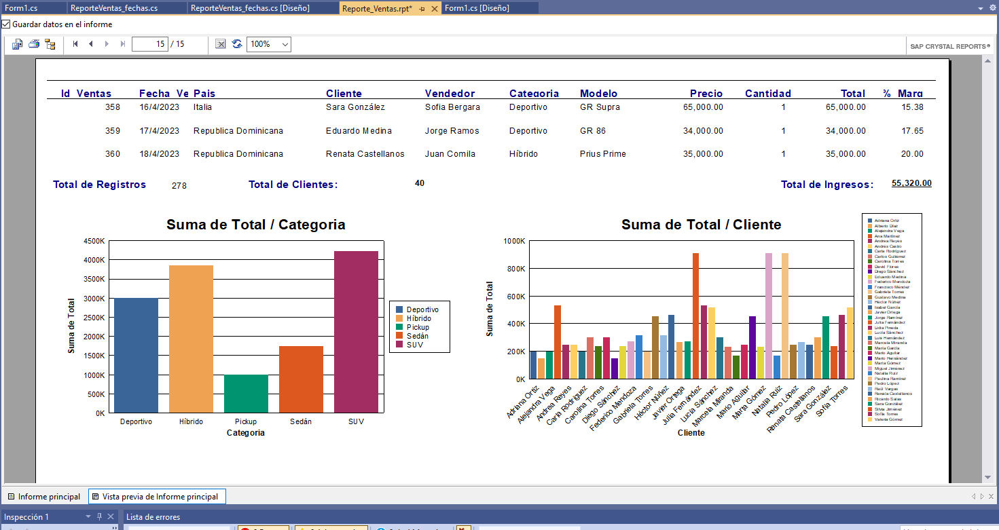 Form1.cs ReporteVentas_fechas.cs ReporteVentas_fechas.cs [Diseño] Reporte_Ventas.rpt* Form1.cs [Diseño]
Guardar datos en el informe
15 / 15 100%
SAP CRYSTAL REPORTS®
Id Ventas Fecha Ve Pais Cliente Vendedor Categoria Modelo Precio Cantidad Total % Marg
358 16/4/2023 Italia Sara González Sofia Bergara Deportivo GR Supra 65,000.00 1 65,000.00 15.38
359 17/4/2023 Republica Dominicana Eduardo Medina Jorge Ramos Deportivo GR 86 34,000.00 1 34,000.00 17.65
360 18/4/2023 Republica Dominicana Renata Castellanos Juan Comila Híbrido Prius Prime 35,000.00 1 35,000.00 20.00
Total de Registros 278 Total de Clientes: 40 Total de Ingresos: 55,320.00
Suma de Total / Categoria
4500K
4000K
3500K
3000K
2500K
2000K
1500K
1000K
500K
0K
Suma de Total
Deportivo Híbrido Pickup Sedán SUV
Categoria
Deportivo
Híbrido
Pickup
Sedán
SUV
Suma de Total / Cliente
1000K
800K
600K
400K
200K
0K
Suma de Total
Adriana Ortiz
Alejandra Vega
Andrea Reyes
Carla Rodríguez
Carolina Torres
Diego Sánchez
Federico Mendoza
Gabriela Torres
Héctor Núñez
Javier Ortega
Julia Fernández
Lucía Sánchez
Marcela Miranda
Mario Aguilar
Marta Gómez
Natalia Ruiz
Pedro López
Renata Castellanos
Sara González
Sofía Torres
Cliente
Adriana Ortiz
Alberto Díaz
Alejandra Vega
Ana Martínez
Andrea Reyes
Andrés Castro
Carla Rodríguez
Carlos Gutiérrez
Carolina Torres
David Flores
Diego Sánchez
Eduardo Medina
Federico Mendoza
Francisco Méndez
Gabriela Torres
Gustavo Medina
Héctor Núñez
Isabel García
Javier Ortega
Jorge Ramírez
Julia Fernández
Lidia Pineda
Lucía Sánchez
Luis Hernández
Marcela Miranda
María García
Mario Aguilar
Mario Hernández
Marta Gómez
Miguel Jiménez
Natalia Ruiz
Paulina Ramírez
Pedro López
Raúl Vargas
Renata Castellanos
Ricardo Salas
Sara González
Silvia Jiménez
Sofía Torres
Valeria Gómez
Informe principal Vista previa de Informe principal
Inspección 1 Lista de errores